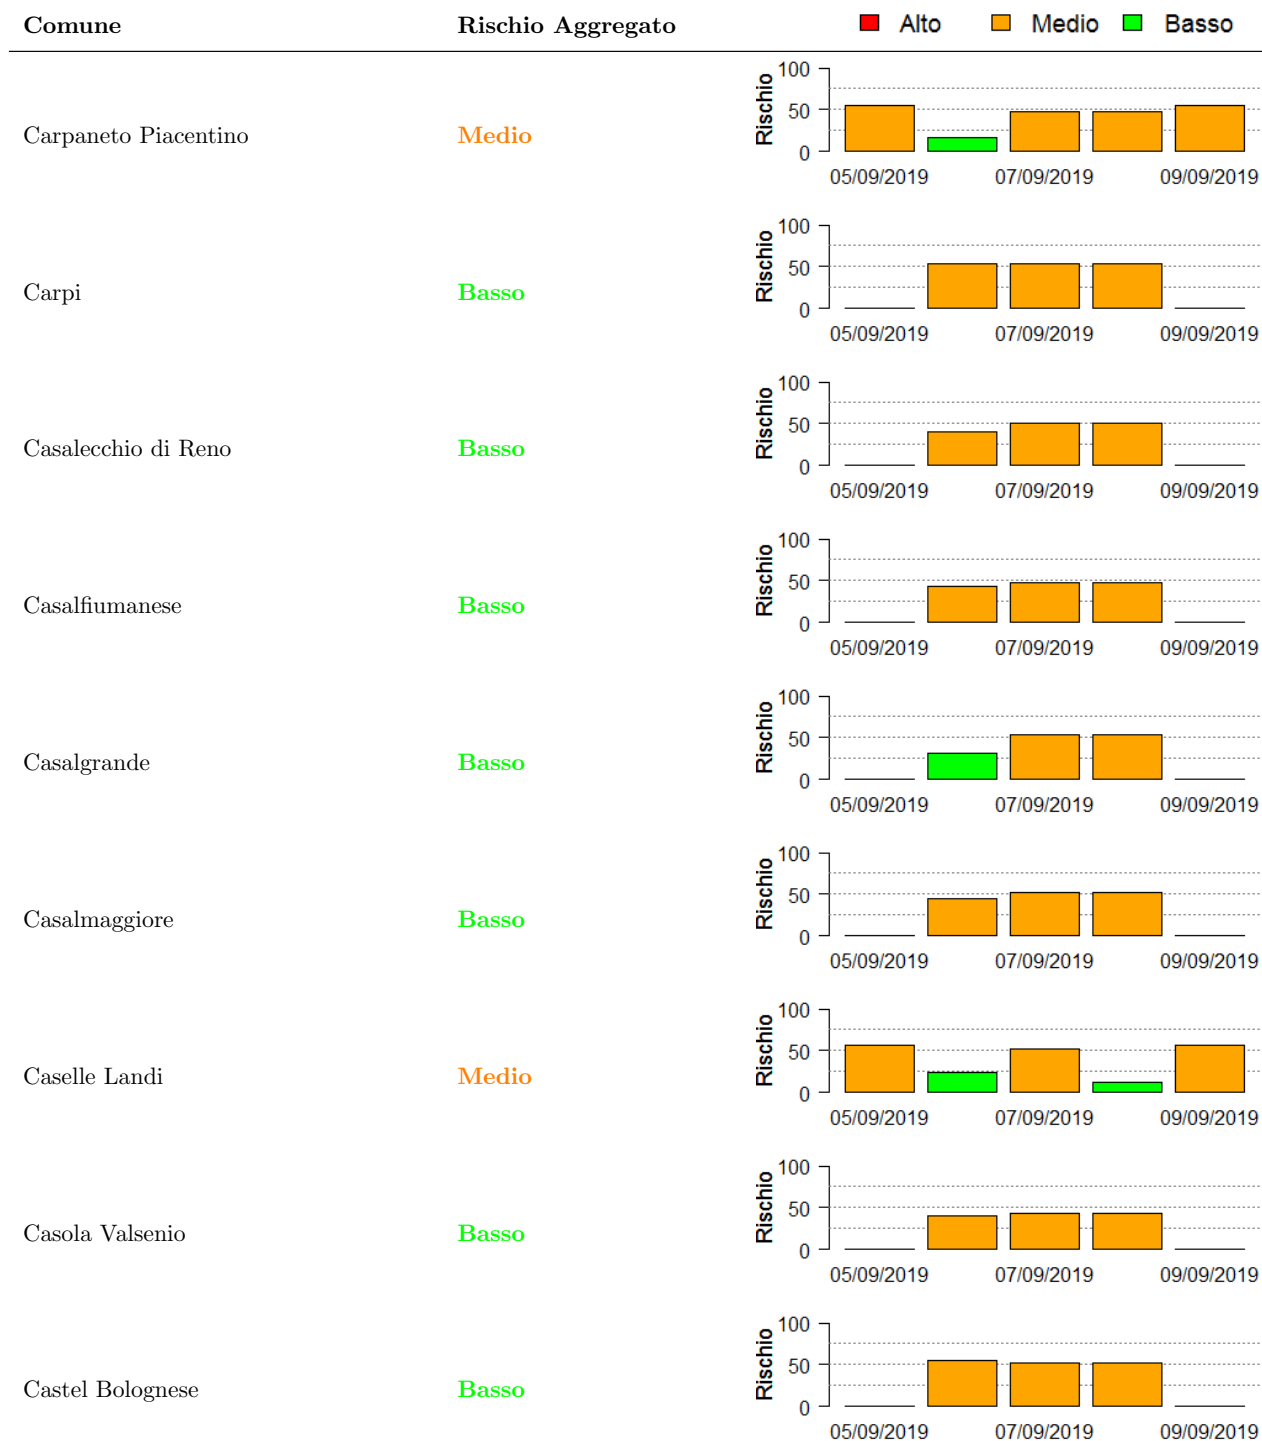 Comune Rischio Aggregato Alto Medio Basso
100
50
0
Rischio
Carpaneto Piacentino Medio
05/09/2019 07/09/2019 09/09/2019
100
50
0
Rischio
Carpi Basso
05/09/2019 07/09/2019 09/09/2019
100
50
0
Rischio
Casalecchio di Reno Basso
05/09/2019 07/09/2019 09/09/2019
100
50
0
Rischio
Casalfiumanese Basso
05/09/2019 07/09/2019 09/09/2019
100
50
0
Rischio
Casalgrande Basso
05/09/2019 07/09/2019 09/09/2019
100
50
0
Rischio
Casalmaggiore Basso
05/09/2019 07/09/2019 09/09/2019
100
50
0
Rischio
Caselle Landi Medio
05/09/2019 07/09/2019 09/09/2019
100
50
0
Rischio
Casola Valsenio Basso
05/09/2019 07/09/2019 09/09/2019
100
50
0
Rischio
Castel Bolognese Basso
05/09/2019 07/09/2019 09/09/2019